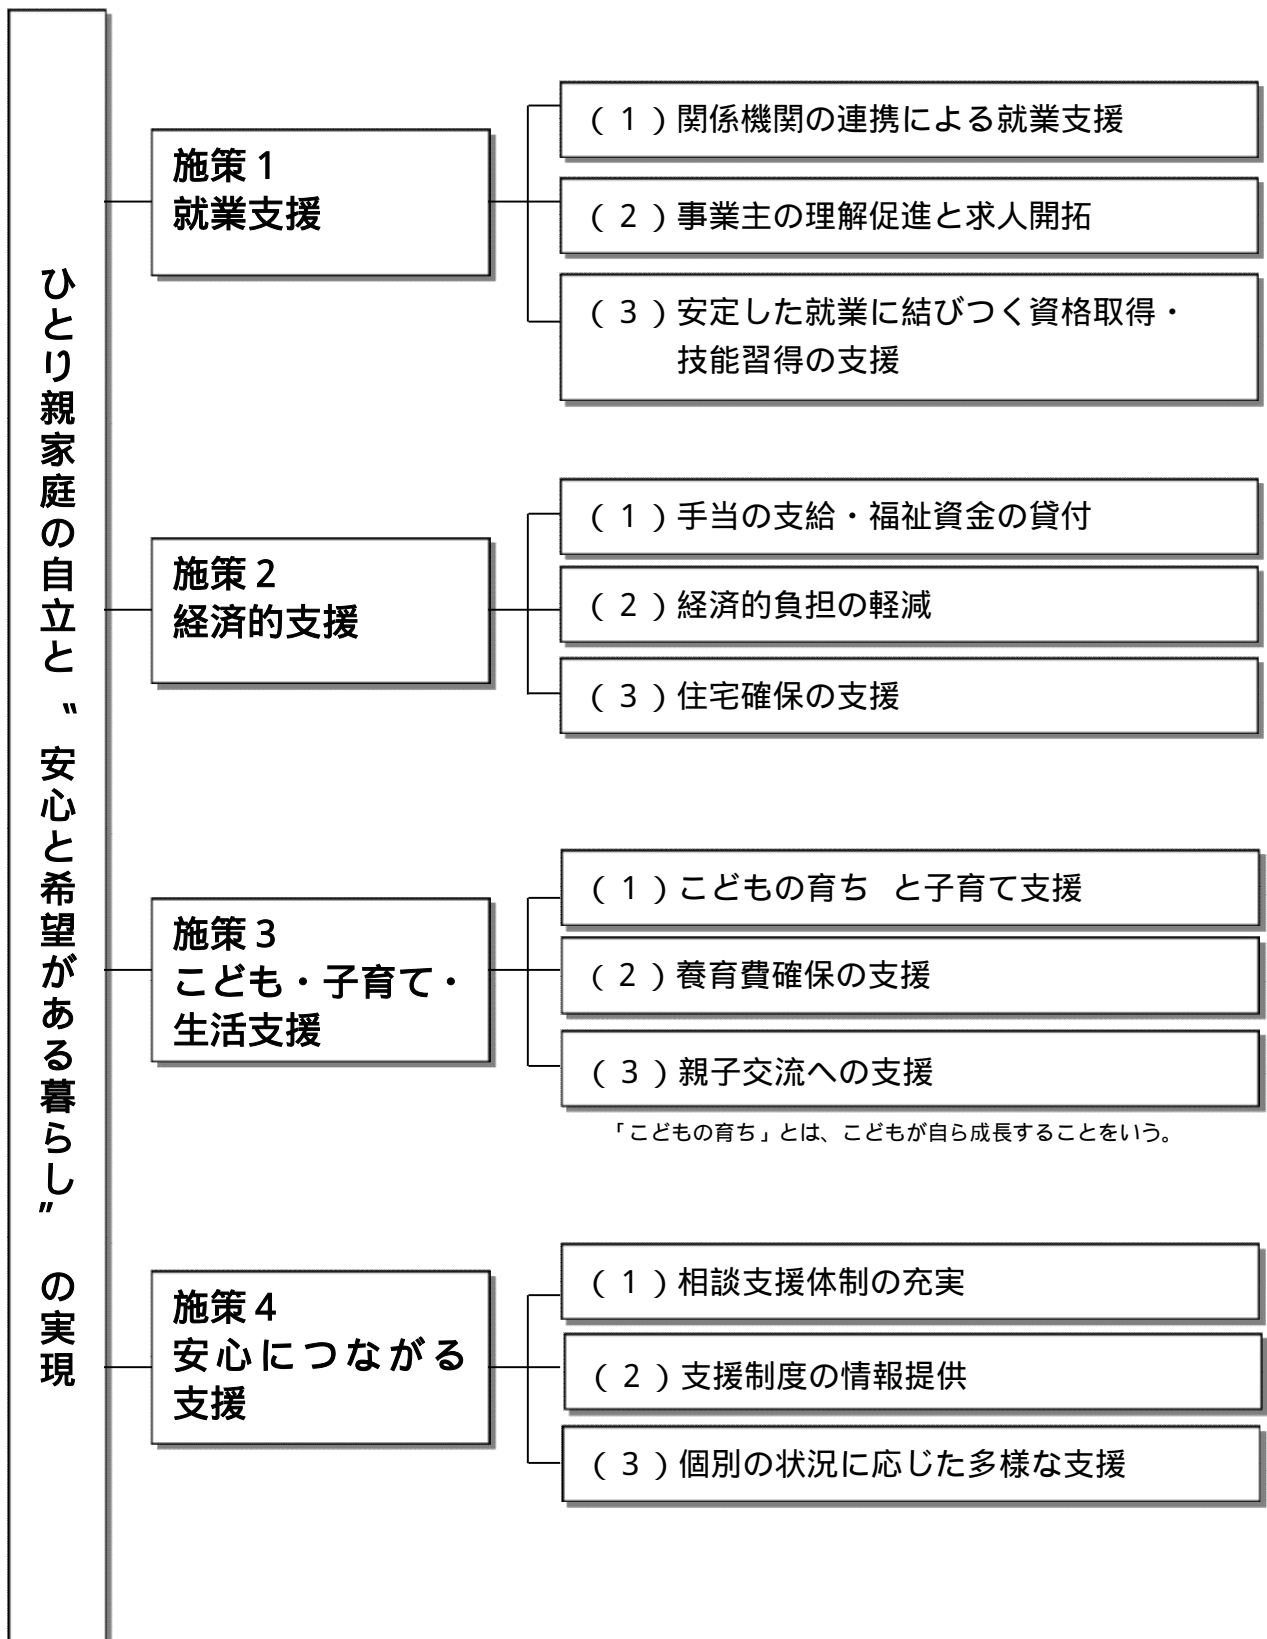 ひとり親家庭の自立と〝安心と希望がある暮らし〟の実現
施策1
就業支援
(1)関係機関の連携による就業支援
(2)事業主の理解促進と求人開拓
(3)安定した就業に結びつく資格取得・
技能習得の支援
施策2
経済的支援
(1)手当の支給・福祉資金の貸付
(2)経済的負担の軽減
(3)住宅確保の支援
施策3
こども・子育て・
生活支援
(1)こどもの育ち と子育て支援
(2)養育費確保の支援
(3)親子交流への支援
「こどもの育ち」とは、こどもが自ら成長することをいう。
施策4
安心につながる
支援
(1)相談支援体制の充実
(2)支援制度の情報提供
(3)個別の状況に応じた多様な支援